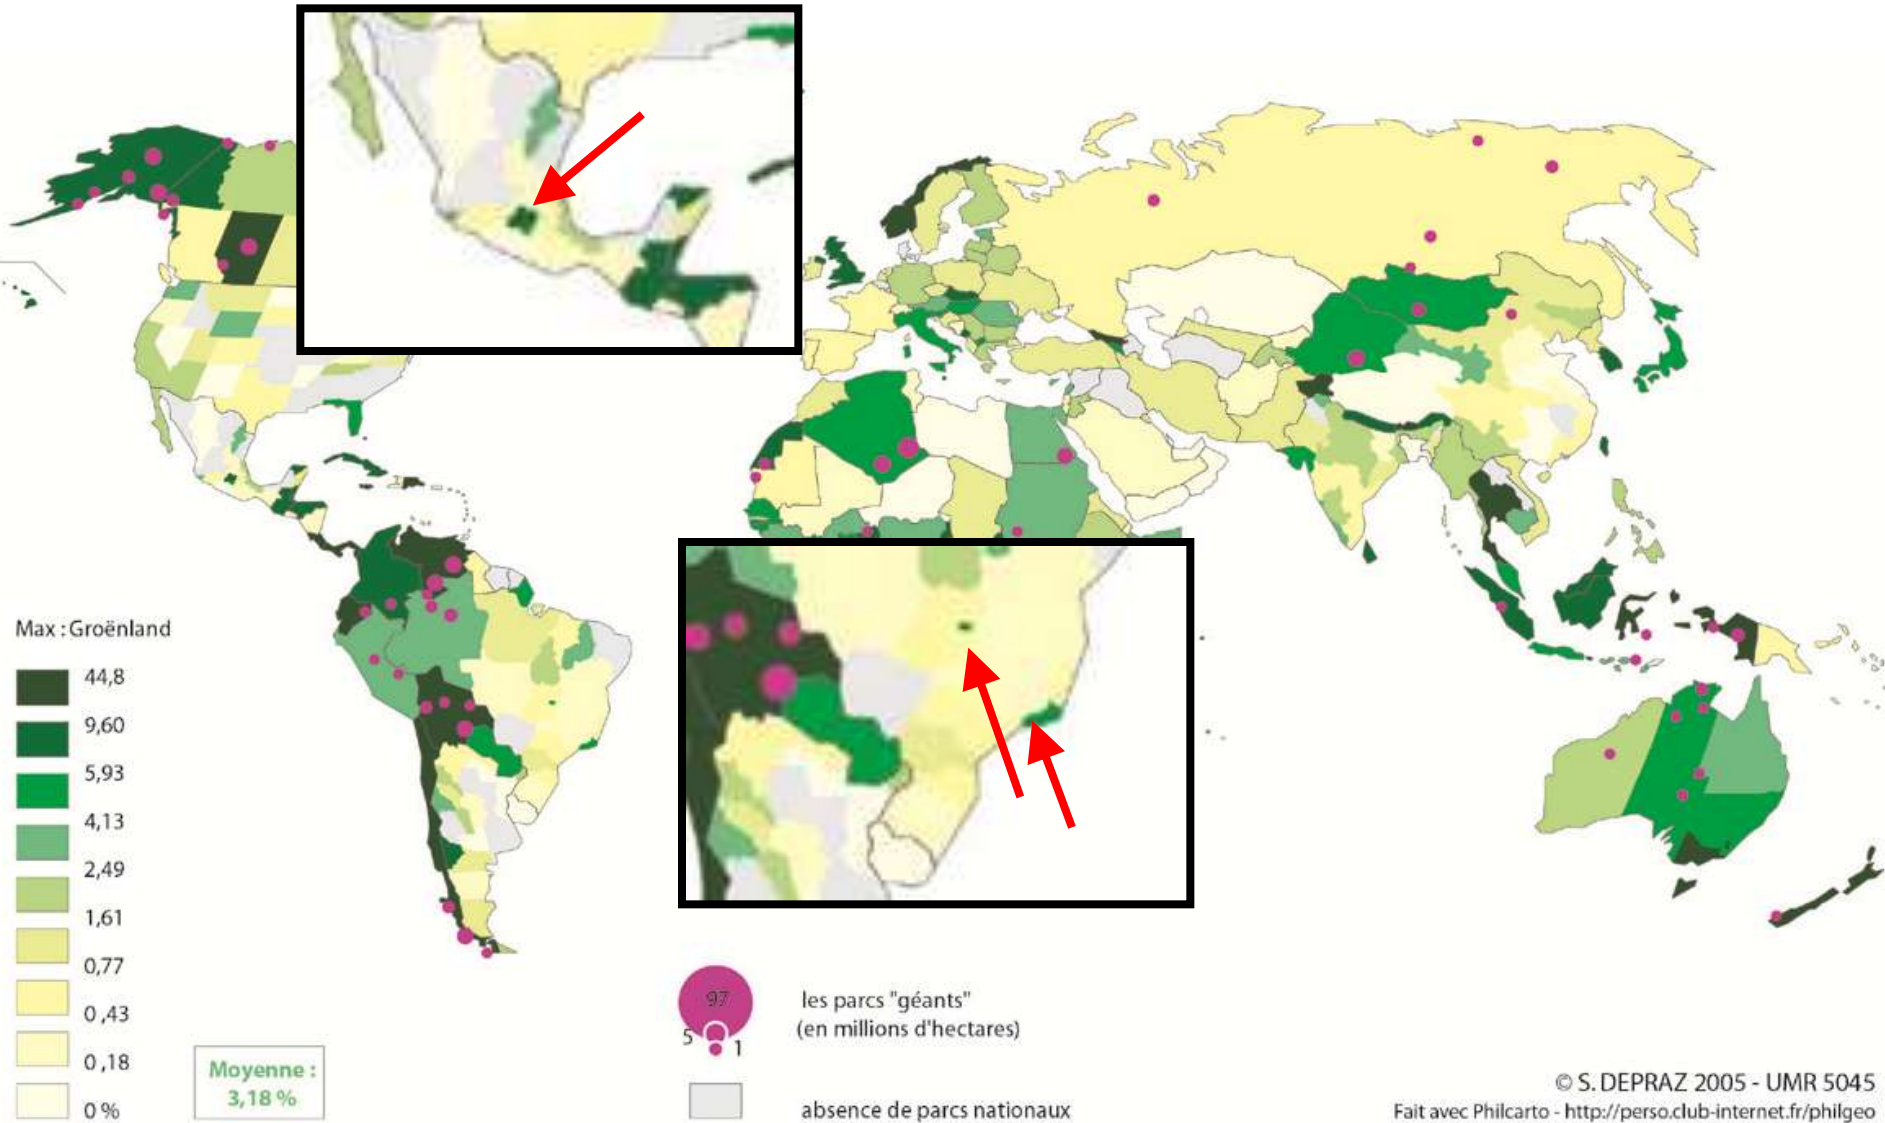 Max : Groënland
44,8
9,60
5,93
4,13
2,49
1,61
0,77
0,43
0,18
0 %
Moyenne :
3,18 %
97
5
1
les parcs "géants"
(en millions d'hectares)
absence de parcs nationaux
© S. DEPRAZ 2005 - UMR 5045
Fait avec Philcarto - http://perso.club-internet.fr/philgeo